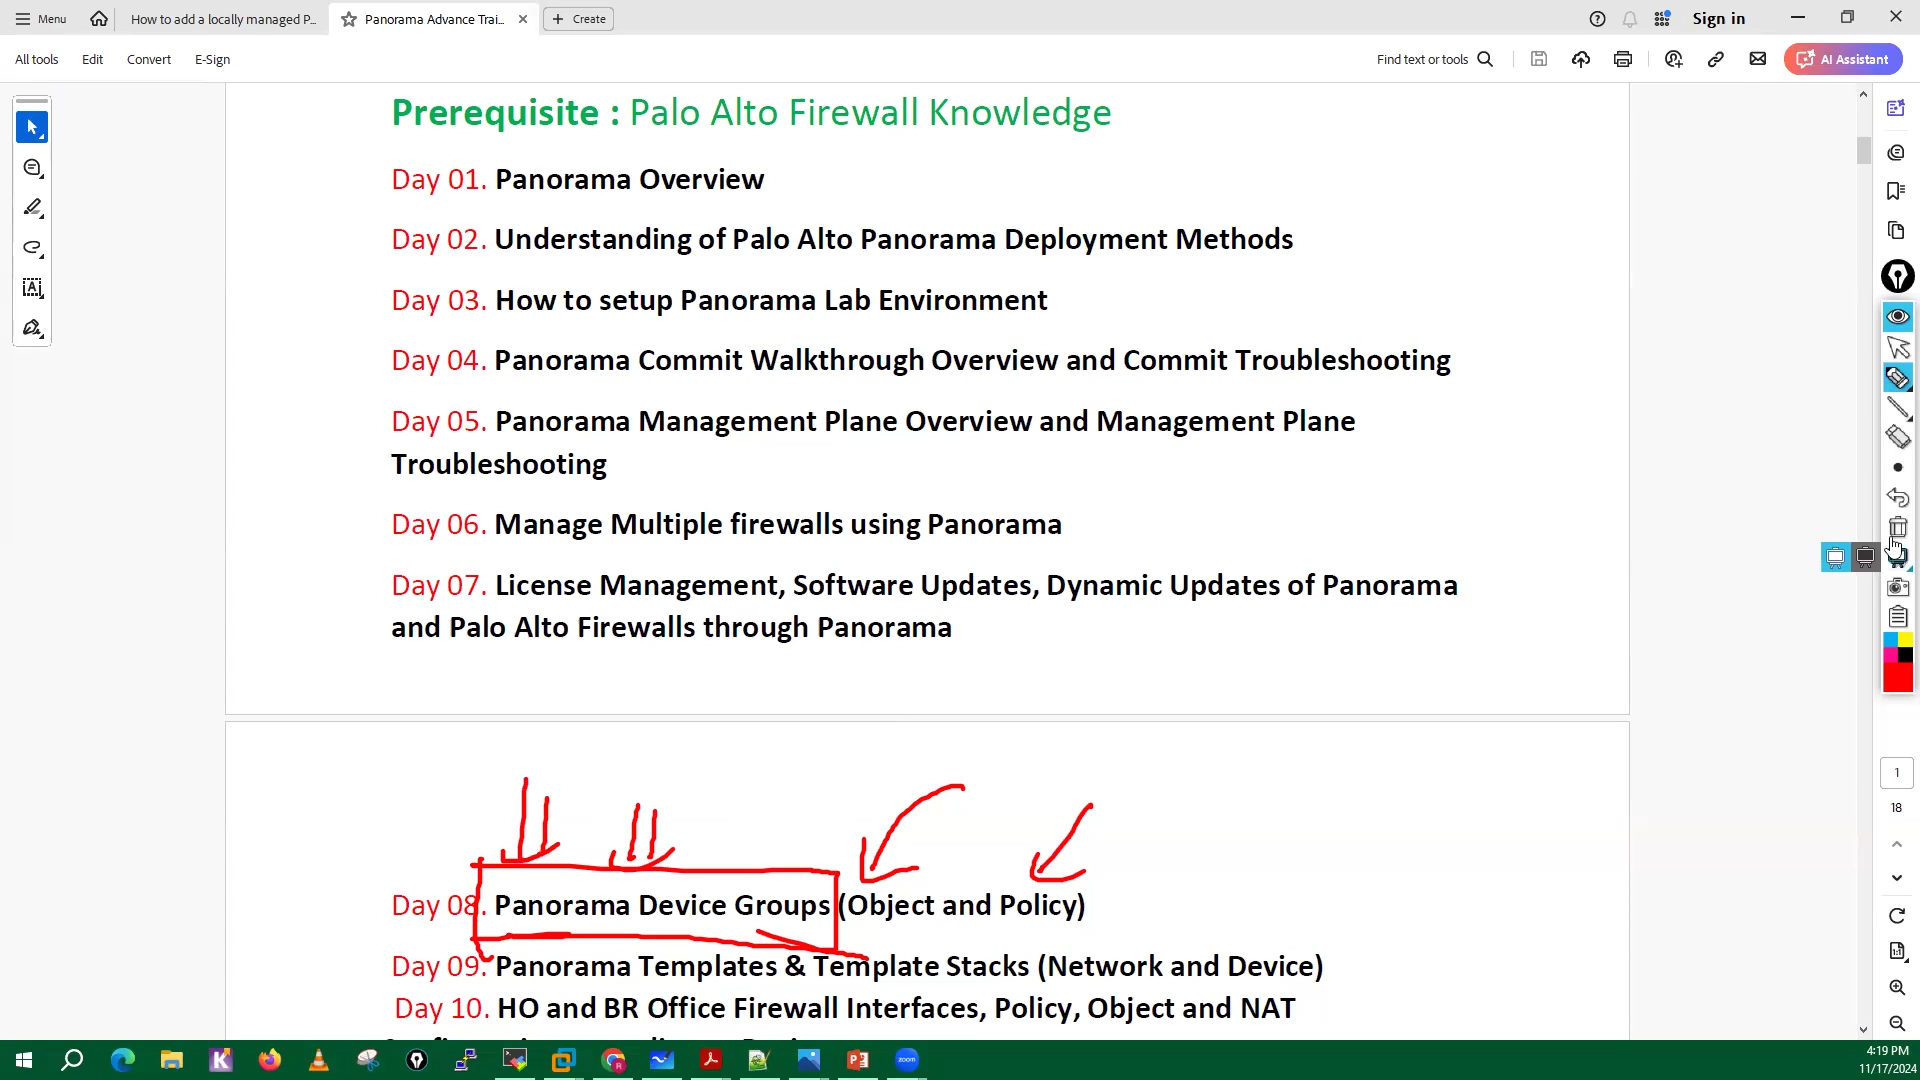 Menu
How to add a locally managed P...
Panorama Advance Trai...
Create
Sign in
All tools
Edit
Convert
E-Sign
Find text or tools
AI Assistant
Prerequisite : Palo Alto Firewall Knowledge
Day 01. Panorama Overview
Day 02. Understanding of Palo Alto Panorama Deployment Methods
Day 03. How to setup Panorama Lab Environment
Day 04. Panorama Commit Walkthrough Overview and Commit Troubleshooting
Day 05. Panorama Management Plane Overview and Management Plane
Troubleshooting
Day 06. Manage Multiple firewalls using Panorama
Day 07. License Management, Software Updates, Dynamic Updates of Panorama
and Palo Alto Firewalls through Panorama
1
18
Day 08. Panorama Device Groups (Object and Policy)
Day 09. Panorama Templates & Template Stacks (Network and Device)
Day 10. HO and BR Office Firewall Interfaces, Policy, Object and NAT
zoom
4:19 PM
11/17/2024